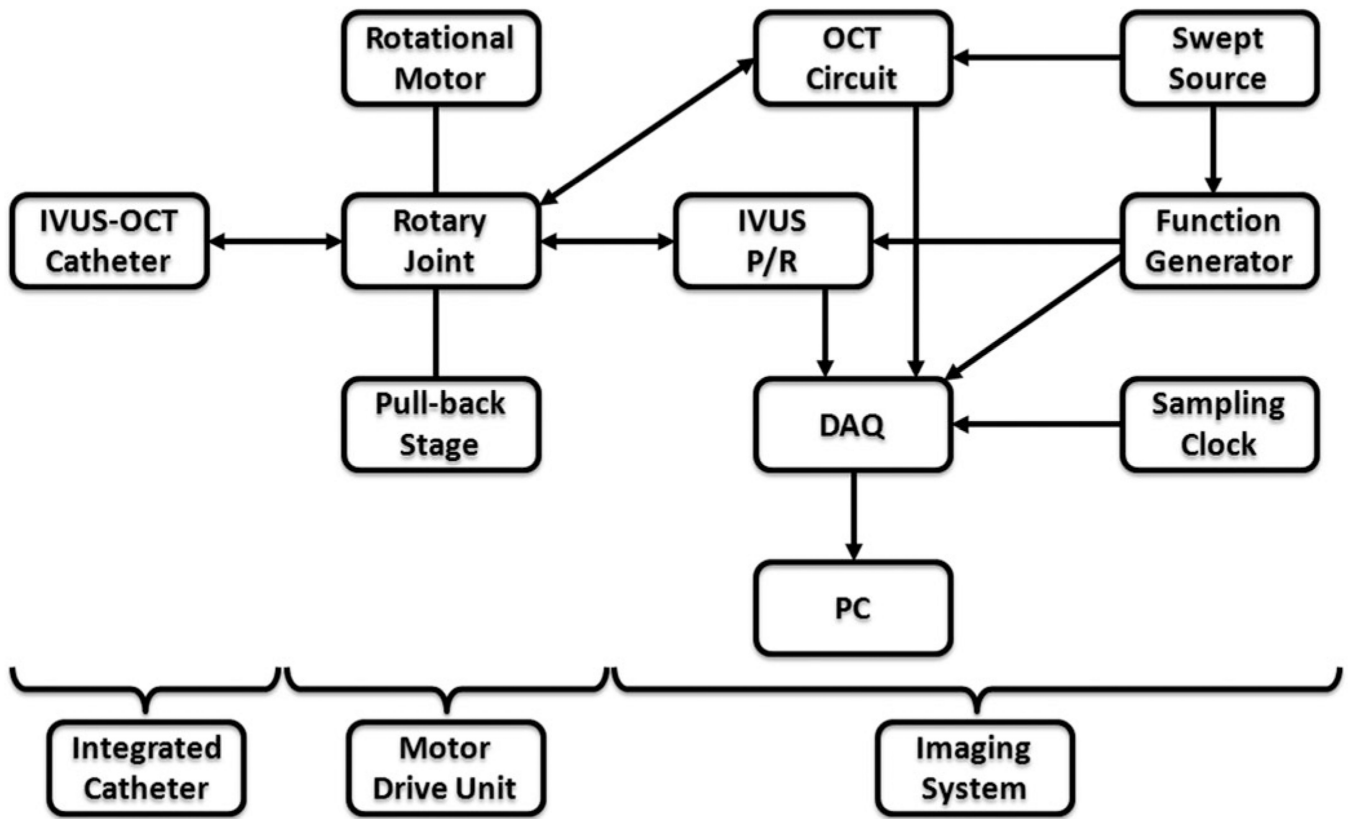 Rotational
Motor
OCT
Circuit
Swept
Source
IVUS-OCT
Catheter
Rotary
Joint
IVUS
P/R
Function
Generator
Pull-back
Stage
DAQ
Sampling
Clock
PC
Integrated
Catheter
Motor
Drive Unit
Imaging
System